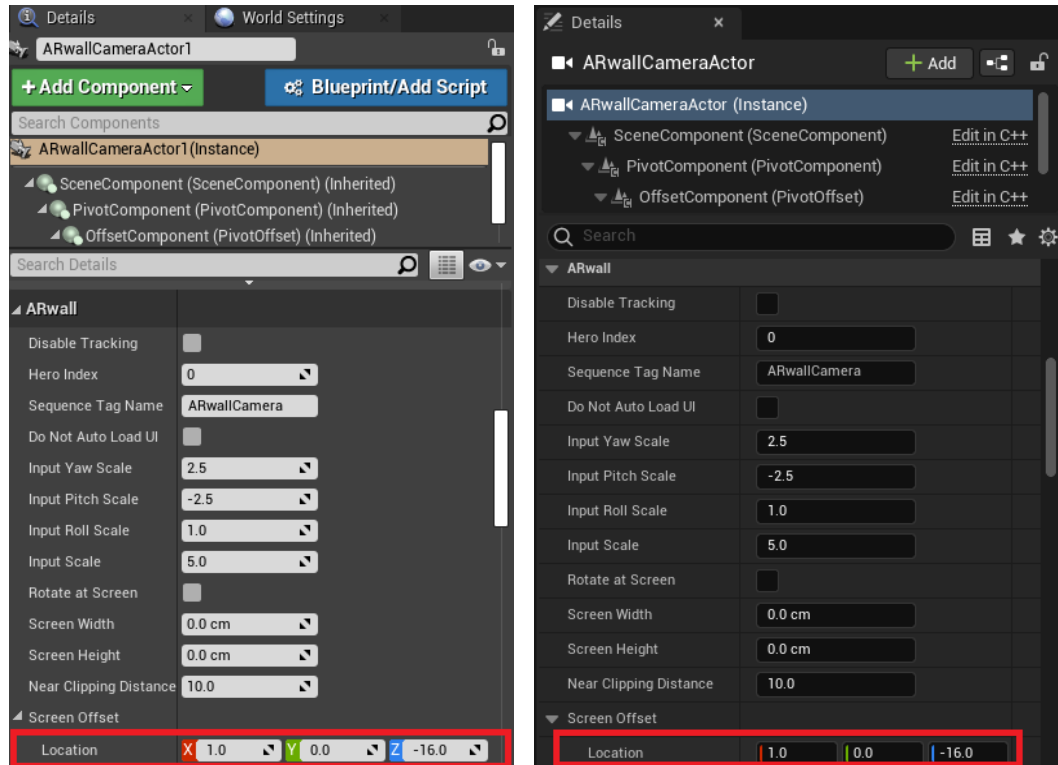 Details World Settings
ARwallCameraActor1
+Add Component Blueprint/Add Script
Search Components
ARwallCameraActor1(Instance)
SceneComponent (SceneComponent) (Inherited)
PivotComponent (PivotComponent) (Inherited)
OffsetComponent (PivotOffset) (Inherited)
Search Details
ARwall
Disable Tracking
Hero Index 0
Sequence Tag Name ARwallCamera
Do Not Auto Load UI
Input Yaw Scale 2.5
Input Pitch Scale -2.5
Input Roll Scale 1.0
Input Scale 5.0
Rotate at Screen
Screen Width 0.0 cm
Screen Height 0.0 cm
Near Clipping Distance 10.0
Screen Offset
Location X 1.0 Y 0.0 Z -16.0
Details
ARwallCameraActor + Add
ARwallCameraActor (Instance)
SceneComponent (SceneComponent) Edit in C++
PivotComponent (PivotComponent) Edit in C++
OffsetComponent (PivotOffset) Edit in C++
Search
ARwall
Disable Tracking
Hero Index 0
Sequence Tag Name ARwallCamera
Do Not Auto Load UI
Input Yaw Scale 2.5
Input Pitch Scale -2.5
Input Roll Scale 1.0
Input Scale 5.0
Rotate at Screen
Screen Width 0.0 cm
Screen Height 0.0 cm
Near Clipping Distance 10.0
Screen Offset
Location 1.0 0.0 -16.0